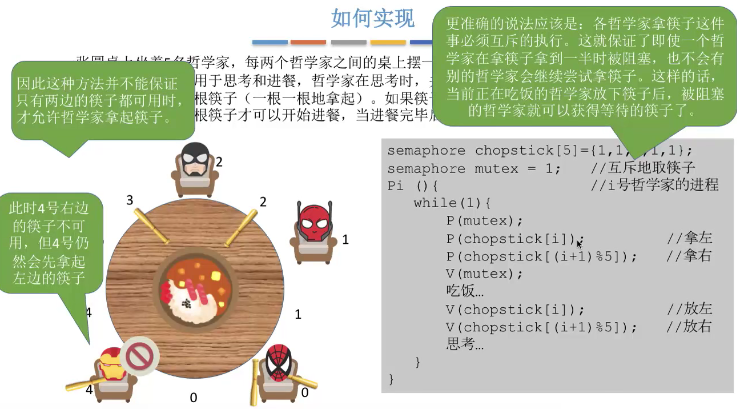 如何实现
更准确的说法应该是：各哲学家拿筷子这件
事必须互斥的执行。这就保证了即使一个哲
学家在拿筷子拿到一半时被阻塞，也不会有
别的哲学家会继续尝试拿筷子。这样的话，
当前正在吃饭的哲学家放下筷子后，被阻塞
的哲学家就可以获得等待的筷子了。
名哲学家，每两个哲学家之间的桌上摆一
用于思考和进餐，哲学家在思考时，
根筷子（一根一根地拿起）。如果筷
根筷子才可以开始进餐，当进餐完毕
因此这种方法并不能保证
只有两边的筷子都可用时，
才允许哲学家拿起筷子。
此时4号右边
的筷子不可
用，但4号仍
然会先拿起
左边的筷子
2
3
2
1
1
4
4
0
0
semaphore chopstick[5]={1,1,1,1,1};
semaphore mutex = 1; //互斥地取筷子
Pi (){ //i号哲学家的进程
while(1){
P(mutex);
P(chopstick[i]); //拿左
P(chopstick[(i+1)%5]); //拿右
V(mutex);
吃饭…
V(chopstick[i]); //放左
V(chopstick[(i+1)%5]); //放右
思考…
}
}